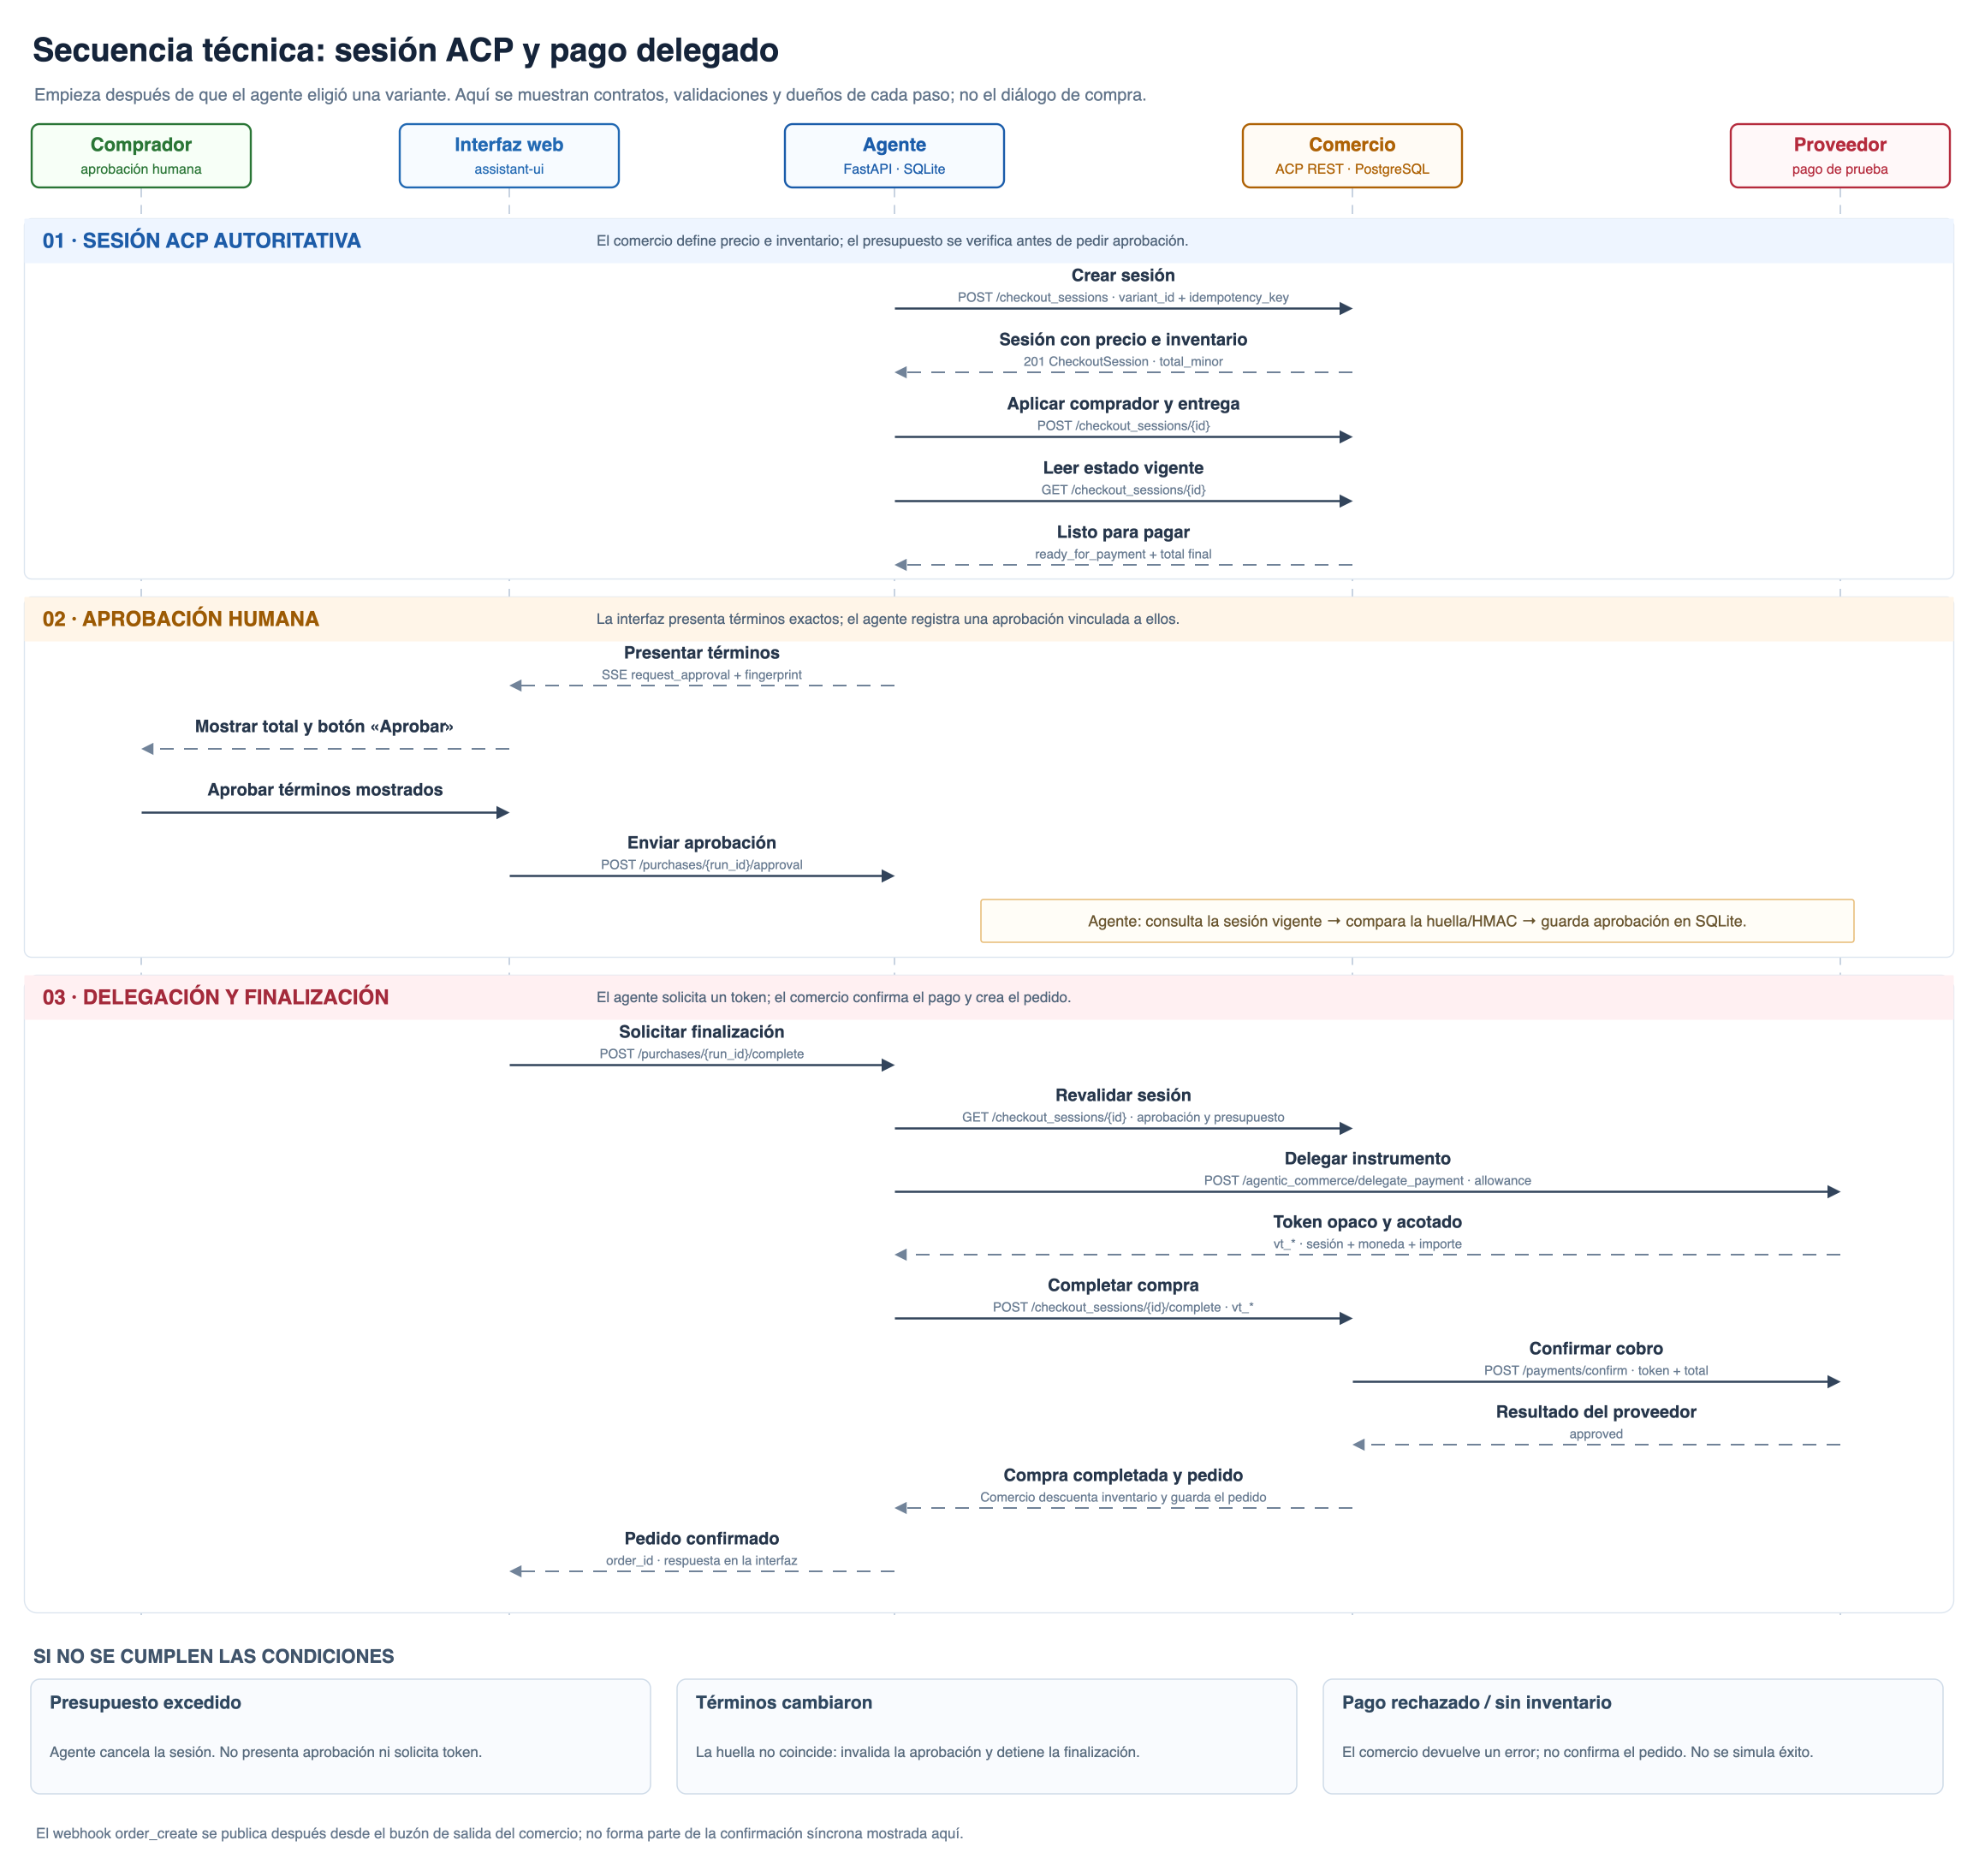 Secuencia técnica: sesión ACP y pago delegado
Empieza después de que el agente eligió una variante. Aquí se muestran contratos, validaciones y dueños de cada paso; no el diálogo de compra.
Comprador
aprobación humana
Interfaz web
assistant-ui
Agente
FastAPI · SQLite
Comercio
ACP REST · PostgreSQL
Proveedor
pago de prueba
01 · SESIÓN ACP AUTORITATIVA
El comercio define precio e inventario; el presupuesto se verifica antes de pedir aprobación.
Crear sesión
POST /checkout_sessions · variant_id + idempotency_key
Sesión con precio e inventario
201 CheckoutSession · total_minor
Aplicar comprador y entrega
POST /checkout_sessions/{id}
Leer estado vigente
GET /checkout_sessions/{id}
Listo para pagar
ready_for_payment + total final
02 · APROBACIÓN HUMANA
La interfaz presenta términos exactos; el agente registra una aprobación vinculada a ellos.
Presentar términos
SSE request_approval + fingerprint
Mostrar total y botón «Aprobar»
Aprobar términos mostrados
Enviar aprobación
POST /purchases/{run_id}/approval
Agente: consulta la sesión vigente → compara la huella/HMAC → guarda aprobación en SQLite.
03 · DELEGACIÓN Y FINALIZACIÓN
El agente solicita un token; el comercio confirma el pago y crea el pedido.
Solicitar finalización
POST /purchases/{run_id}/complete
Revalidar sesión
GET /checkout_sessions/{id} · aprobación y presupuesto
Delegar instrumento
POST /agentic_commerce/delegate_payment · allowance
Token opaco y acotado
vt_* · sesión + moneda + importe
Completar compra
POST /checkout_sessions/{id}/complete · vt_*
Confirmar cobro
POST /payments/confirm · token + total
Resultado del proveedor
approved
Compra completada y pedido
Comercio descuenta inventario y guarda el pedido
Pedido confirmado
order_id · respuesta en la interfaz
SI NO SE CUMPLEN LAS CONDICIONES
Presupuesto excedido
Agente cancela la sesión. No presenta aprobación ni solicita token.
Términos cambiaron
La huella no coincide: invalida la aprobación y detiene la finalización.
Pago rechazado / sin inventario
El comercio devuelve un error; no confirma el pedido. No se simula éxito.
El webhook order_create se publica después desde el buzón de salida del comercio; no forma parte de la confirmación síncrona mostrada aquí.